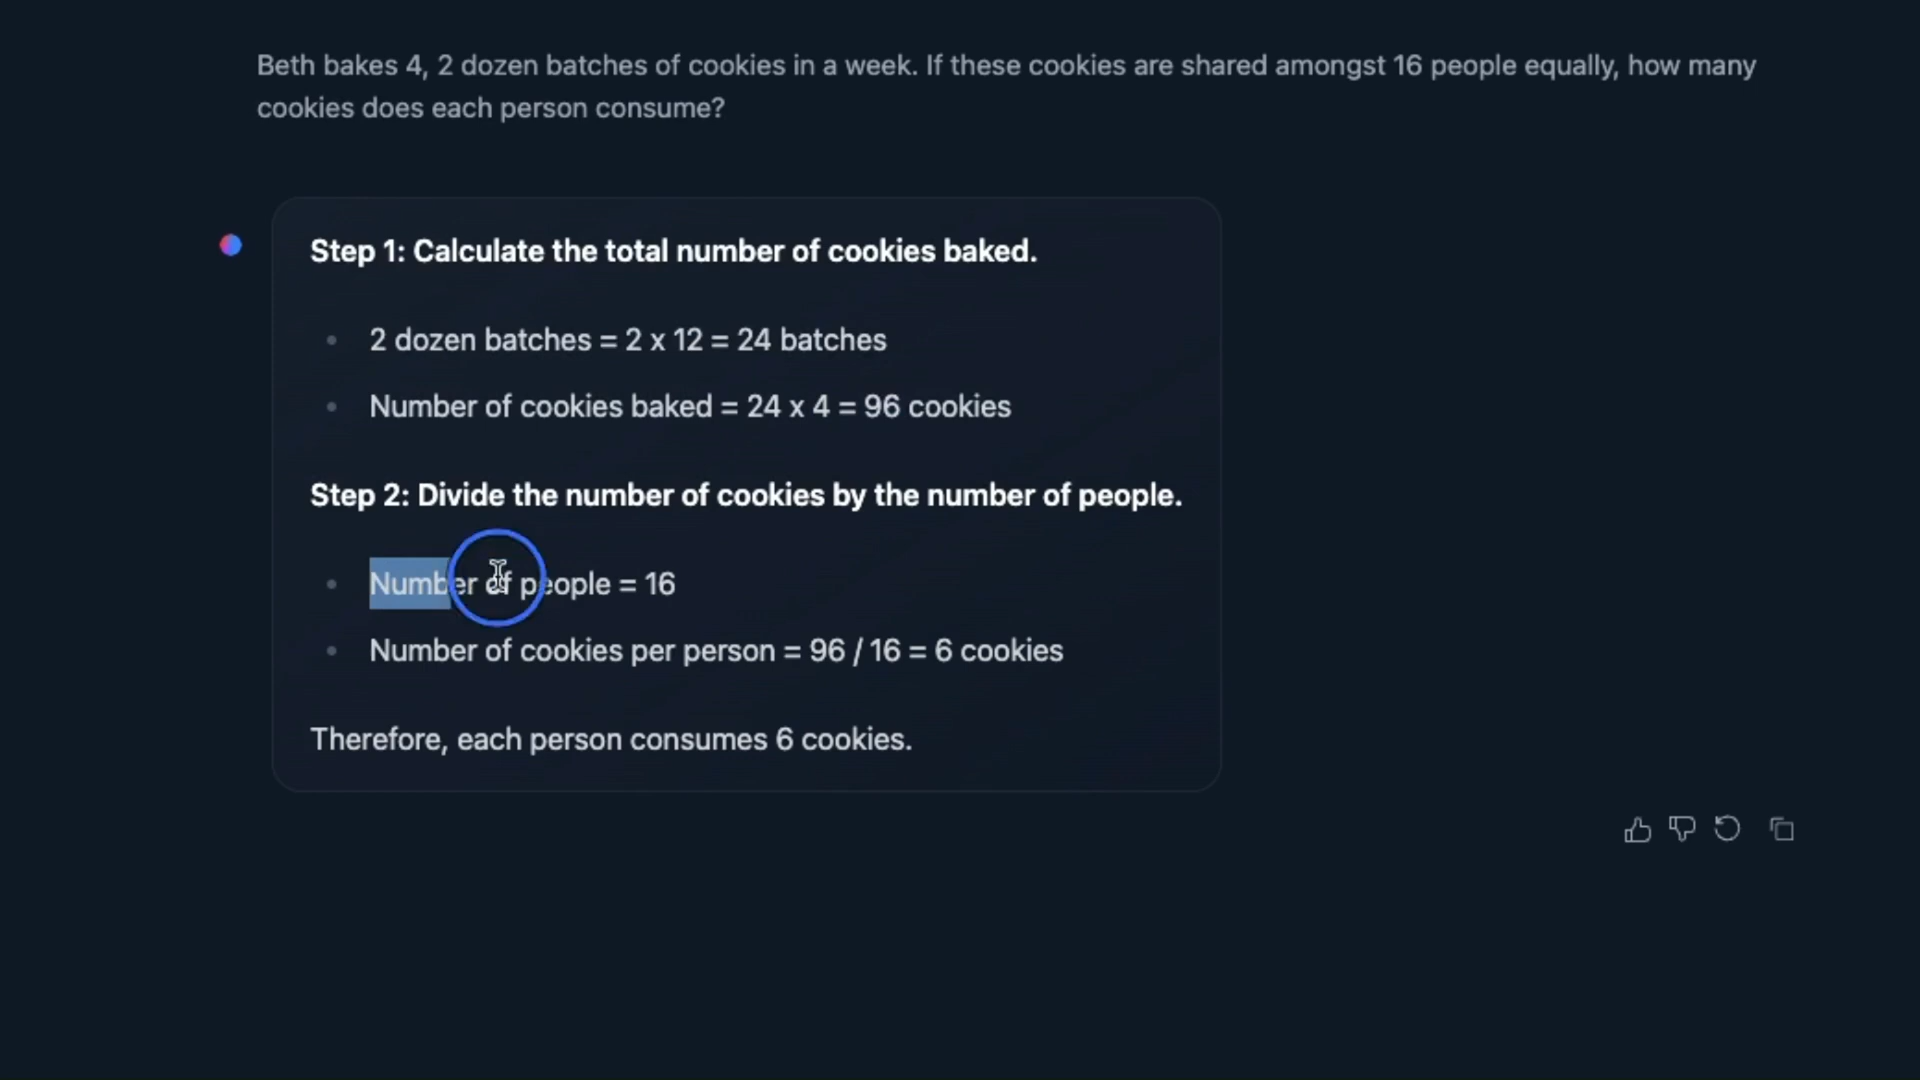 Beth bakes 4, 2 dozen batches of cookies in a week. If these cookies are shared amongst 16 people equally, how many
cookies does each person consume?
Step 1: Calculate the total number of cookies baked.
2 dozen batches = 2 x 12 = 24 batches
Number of cookies baked = 24 x 4 = 96 cookies
Step 2: Divide the number of cookies by the number of people.
Number of people = 16
Number of cookies per person = 96 / 16 = 6 cookies
Therefore, each person consumes 6 cookies.